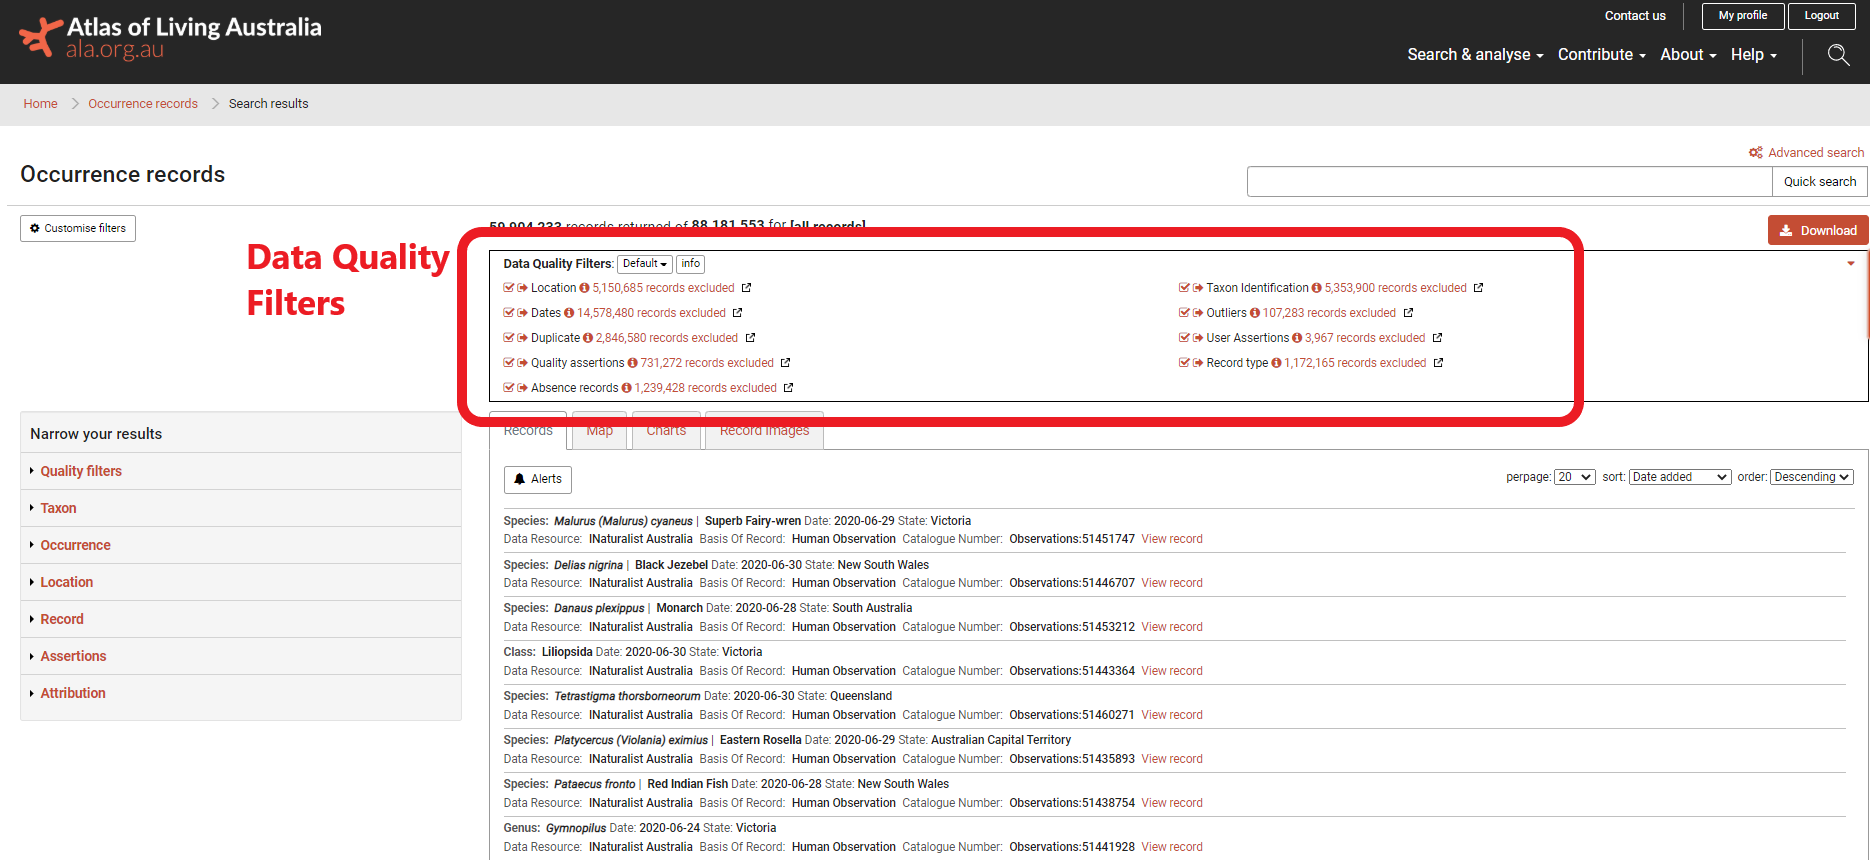 Atlas of Living Australia
ala.org.au
Contact us
My profile
Logout
Search & analyse
Contribute
About
Help
Home
Occurrence records
Search results
Advanced search
Occurrence records
Quick search
Customise filters
59,904,233 records returned of 88,181,553 for [all records]
Download
Data Quality
Filters
Data Quality Filters: Default info
Location 5,150,685 records excluded
Taxon Identification 5,353,900 records excluded
Dates 14,578,480 records excluded
Outliers 107,283 records excluded
Duplicate 2,846,580 records excluded
User Assertions 3,967 records excluded
Quality assertions 731,272 records excluded
Record type 1,172,165 records excluded
Absence records 1,239,428 records excluded
Narrow your results
Quality filters
Taxon
Occurrence
Location
Record
Assertions
Attribution
Records
Map
Charts
Record Images
Alerts
perpage: 20 sort: Date added order: Descending
Species: Malurus (Malurus) cyaneus | Superb Fairy-wren Date: 2020-06-29 State: Victoria
Data Resource: INaturalist Australia Basis Of Record: Human Observation Catalogue Number: Observations:51451747 View record
Species: Delias nigrina | Black Jezebel Date: 2020-06-30 State: New South Wales
Data Resource: INaturalist Australia Basis Of Record: Human Observation Catalogue Number: Observations:51446707 View record
Species: Danaus plexippus | Monarch Date: 2020-06-28 State: South Australia
Data Resource: INaturalist Australia Basis Of Record: Human Observation Catalogue Number: Observations:51453212 View record
Class: Liliopsida Date: 2020-06-30 State: Victoria
Data Resource: INaturalist Australia Basis Of Record: Human Observation Catalogue Number: Observations:51443364 View record
Species: Tetrastigma thorsborneorum Date: 2020-06-30 State: Queensland
Data Resource: INaturalist Australia Basis Of Record: Human Observation Catalogue Number: Observations:51460271 View record
Species: Platycercus (Violania) eximius | Eastern Rosella Date: 2020-06-29 State: Australian Capital Territory
Data Resource: INaturalist Australia Basis Of Record: Human Observation Catalogue Number: Observations:51435893 View record
Species: Pataecus fronto | Red Indian Fish Date: 2020-06-28 State: New South Wales
Data Resource: INaturalist Australia Basis Of Record: Human Observation Catalogue Number: Observations:51438754 View record
Genus: Gymnopilus Date: 2020-06-24 State: Victoria
Data Resource: INaturalist Australia Basis Of Record: Human Observation Catalogue Number: Observations:51441928 View record